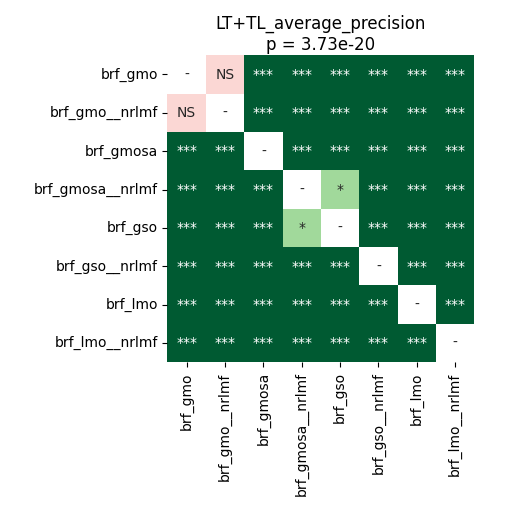 LT+TL_average_precision
p = 3.73e-20
brf_gmo - NS *** *** *** *** *** ***
brf_gmo__nrlmf NS - *** *** *** *** *** ***
brf_gmosa *** *** - *** *** *** *** ***
brf_gmosa__nrlmf *** *** *** - * *** *** ***
brf_gso *** *** *** * - *** *** ***
brf_gso__nrlmf *** *** *** *** *** - *** ***
brf_lmo *** *** *** *** *** *** - ***
brf_lmo__nrlmf *** *** *** *** *** *** *** -
brf_gmo
brf_gmo__nrlmf
brf_gmosa
brf_gmosa__nrlmf
brf_gso
brf_gso__nrlmf
brf_lmo
brf_lmo__nrlmf